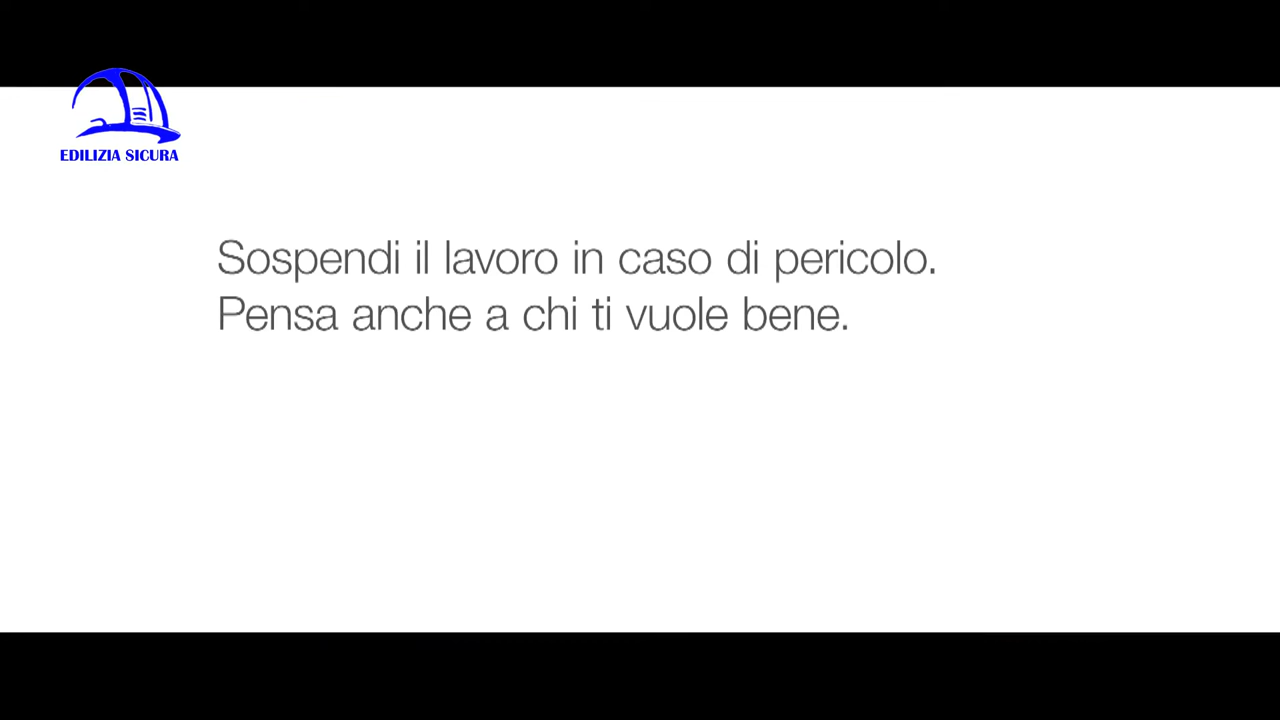 EDILIZIA SICURA
Sospendi il lavoro in caso di pericolo.
Pensa anche a chi ti vuole bene.